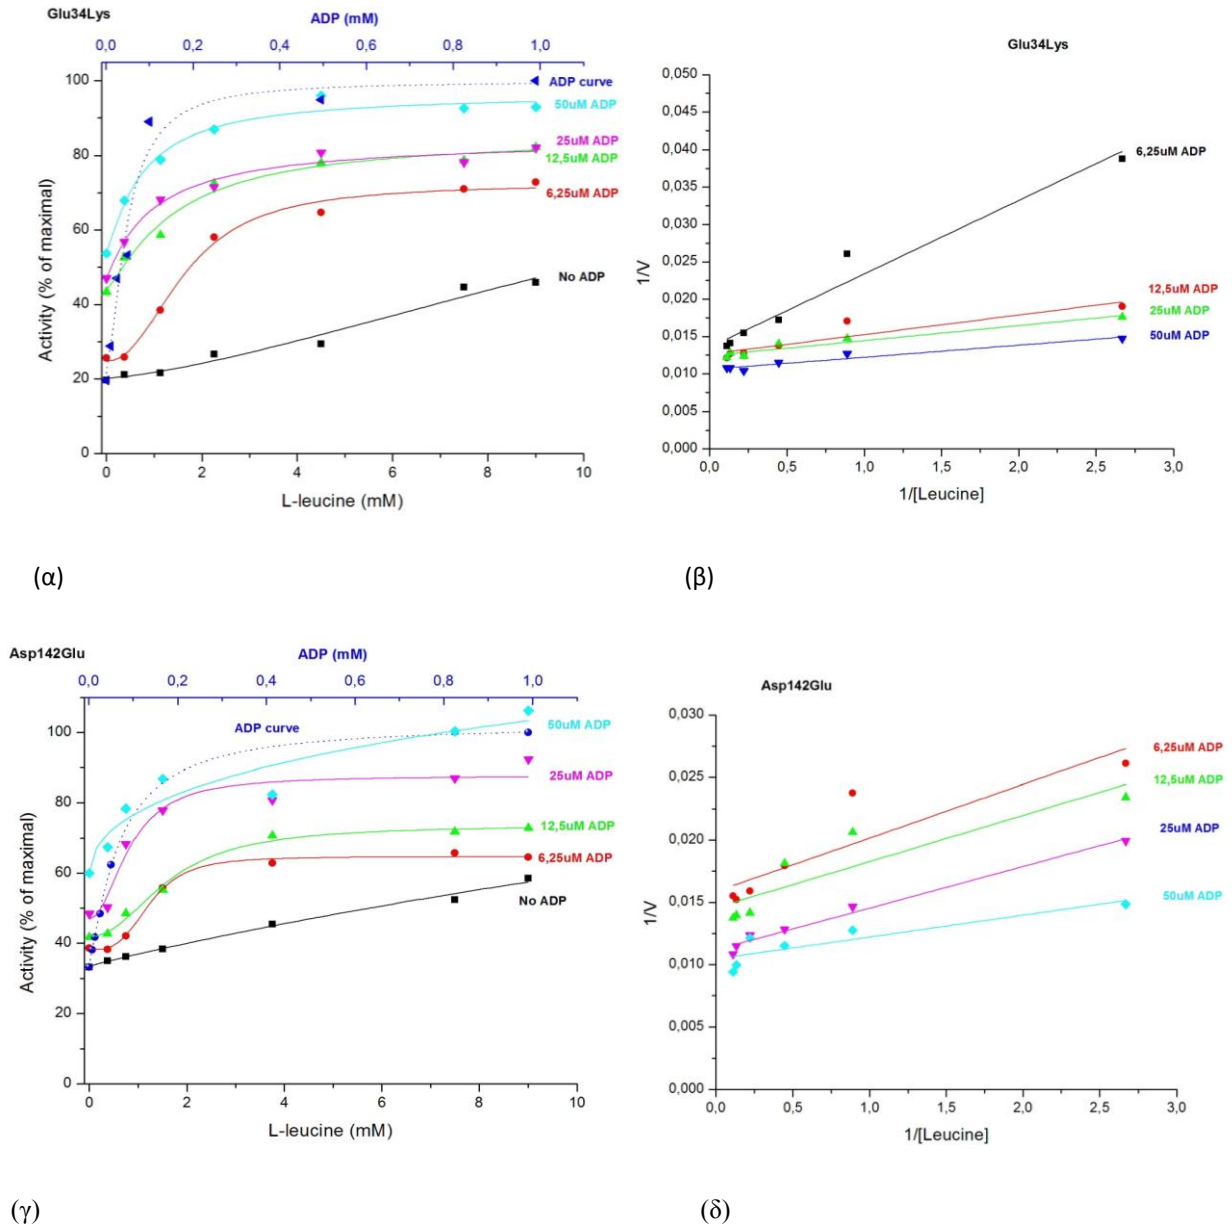 Glu34Lys
ADP (mM)
0,0 0,2 0,4 0,6 0,8 1,0
100
80
60
40
20
0
Activity (% of maximal)
ADP curve
50uM ADP
25uM ADP
12,5uM ADP
6,25uM ADP
No ADP
0 2 4 6 8 10
L-leucine (mM)
(α)
Glu34Lys
0,050
0,045
0,040
0,035
0,030
0,025
0,020
0,015
0,010
0,005
0,000
1/V
6,25uM ADP
12,5uM ADP
25uM ADP
50uM ADP
0,0 0,5 1,0 1,5 2,0 2,5 3,0
1/[Leucine]
(β)
Asp142Glu
ADP (mM)
0,0 0,2 0,4 0,6 0,8 1,0
100
80
60
40
20
0
Activity (% of maximal)
ADP curve
50uM ADP
25uM ADP
12,5uM ADP
6,25uM ADP
No ADP
0 2 4 6 8 10
L-leucine (mM)
(γ)
Asp142Glu
0,030
0,025
0,020
0,015
0,010
0,005
0,000
1/V
6,25uM ADP
12,5uM ADP
25uM ADP
50uM ADP
0,0 0,5 1,0 1,5 2,0 2,5 3,0
1/[Leucine]
(δ)